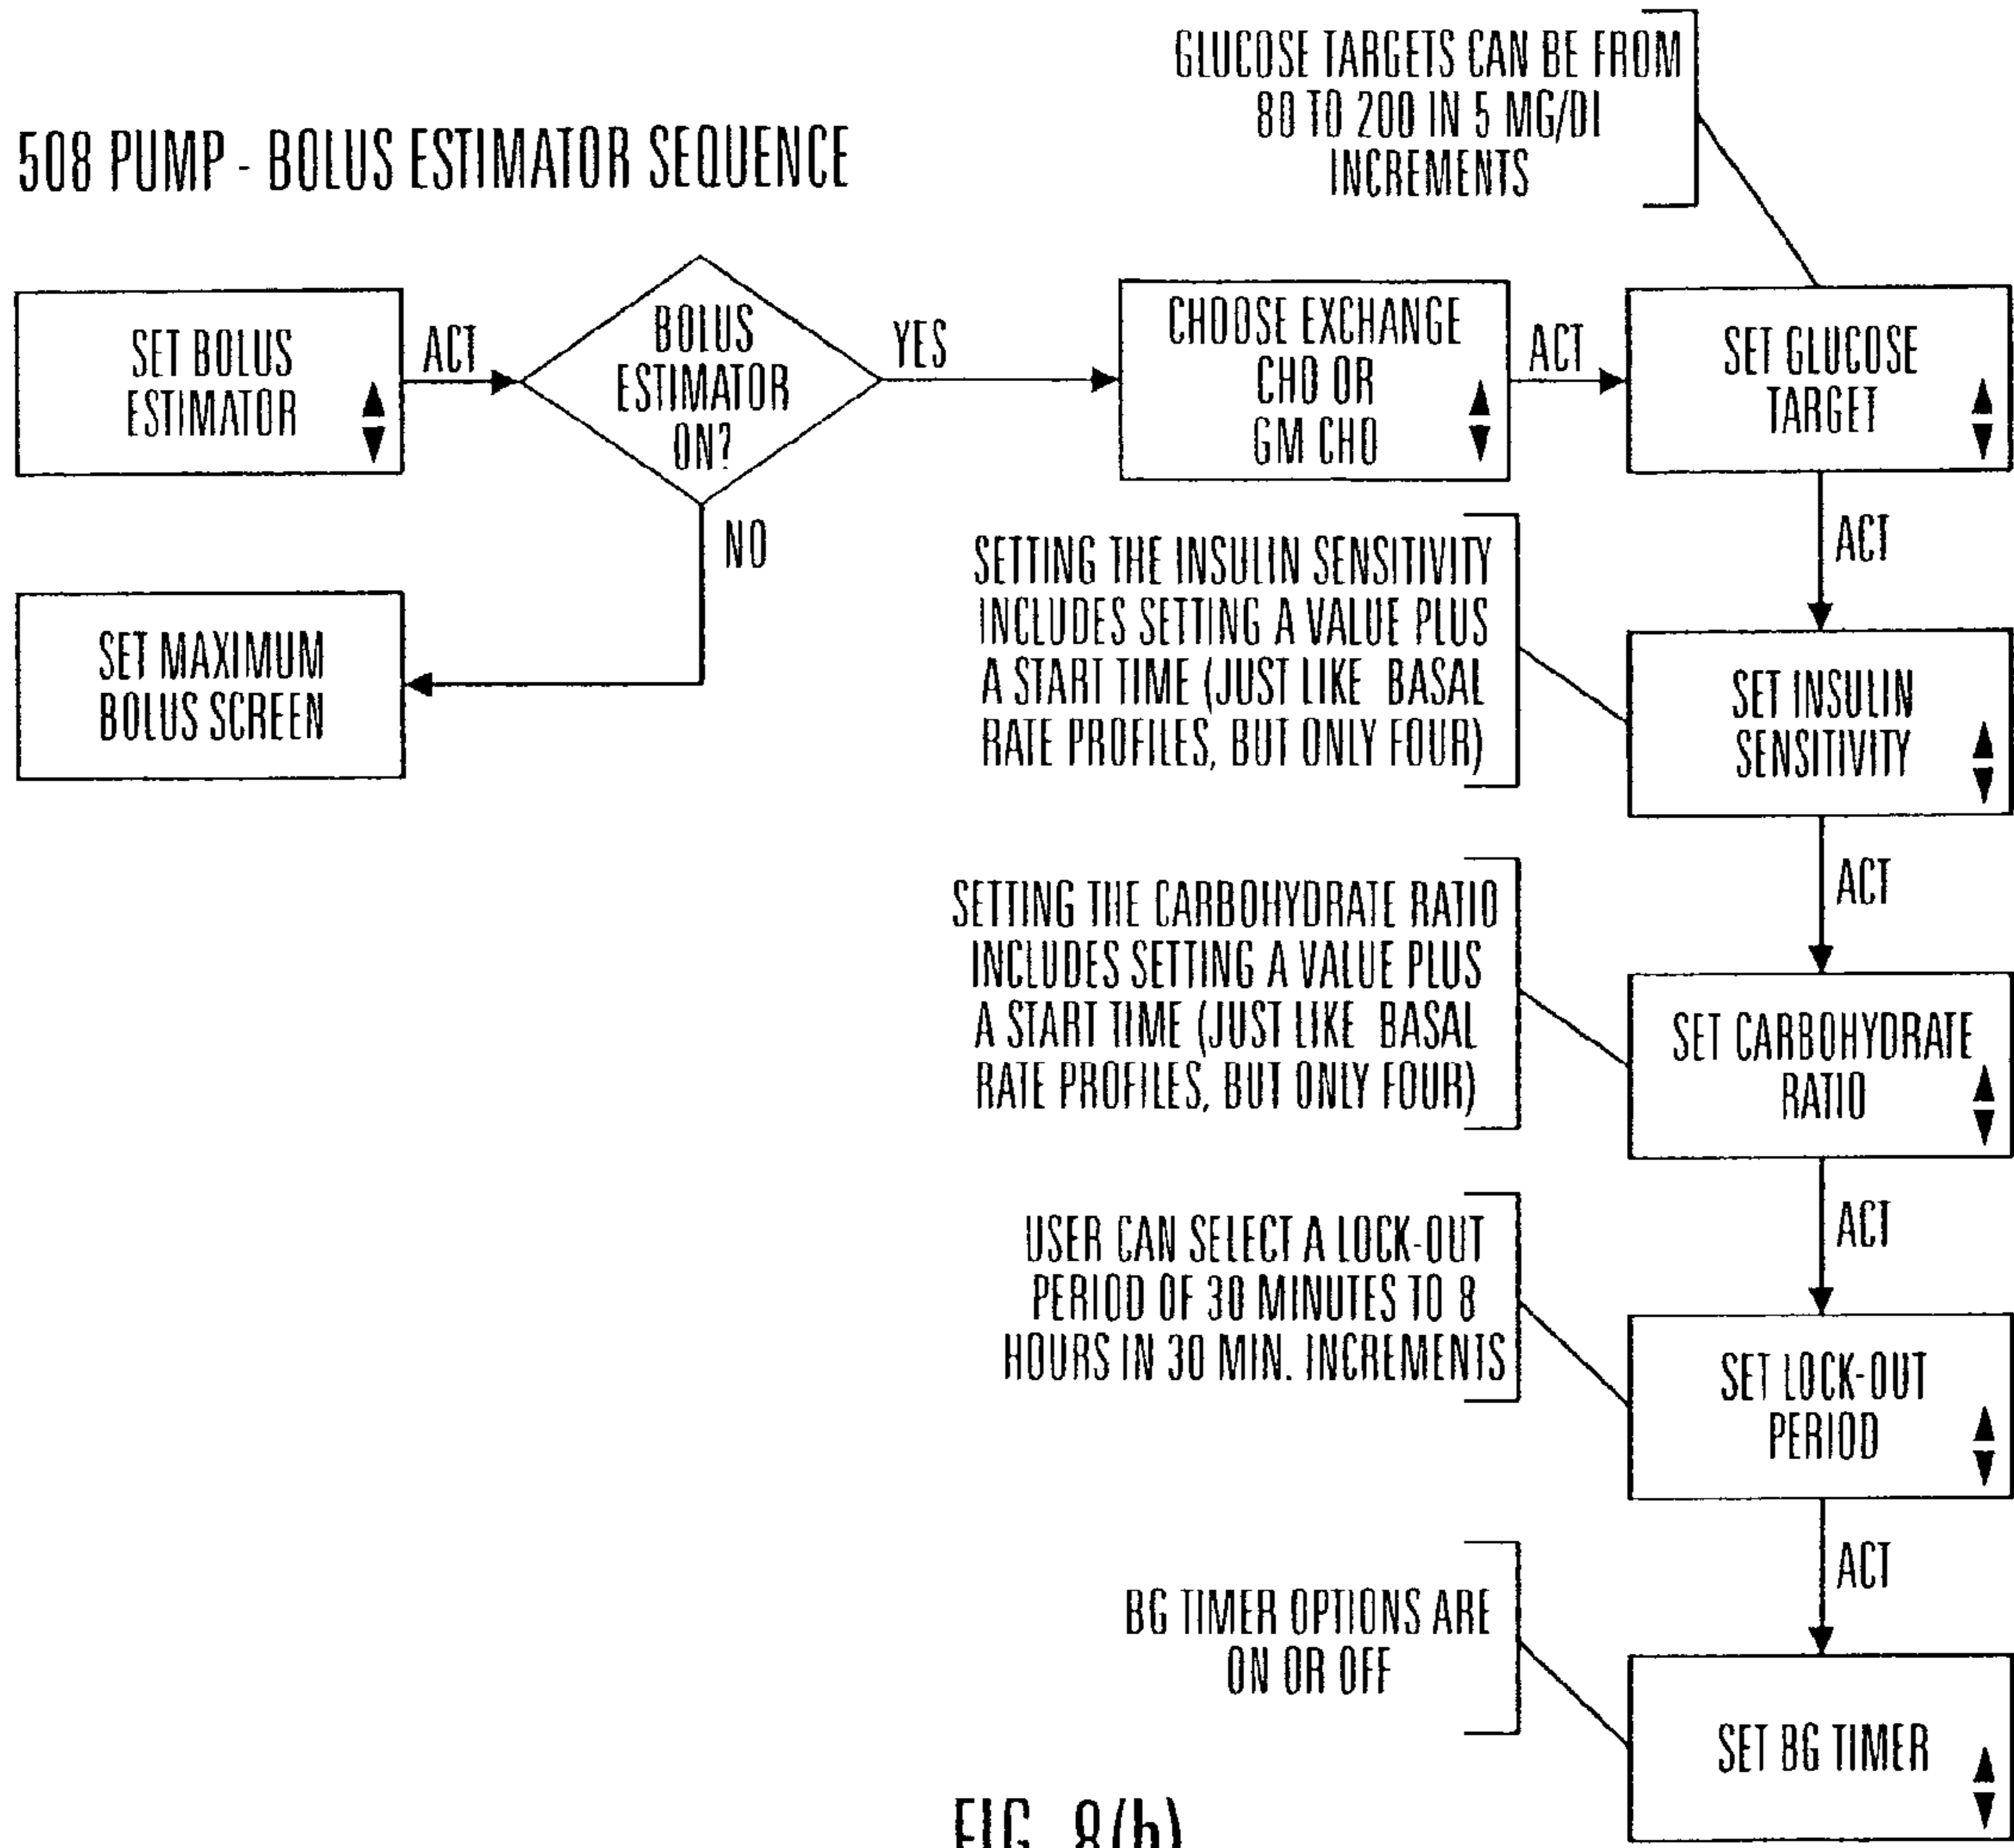 GLUCOSE TARGETS CAN BE FROM
80 TO 200 IN 5 MG/Dl
INCREMENTS
508 PUMP - BOLUS ESTIMATOR SEQUENCE
SET BOLUS
ESTIMATOR
ACT
BOLUS
ESTIMATOR
ON?
YES
CHOOSE EXCHANGE
CHO OR
GM CHO
ACT
SET GLUCOSE
TARGET
NO
ACT
SET MAXIMUM
BOLUS SCREEN
SETTING THE INSULIN SENSITIVITY
INCLUDES SETTING A VALUE PLUS
A START TIME (JUST LIKE BASAL
RATE PROFILES, BUT ONLY FOUR)
SET INSULIN
SENSITIVITY
ACT
SETTING THE CARBOHYDRATE RATIO
INCLUDES SETTING A VALUE PLUS
A START TIME (JUST LIKE BASAL
RATE PROFILES, BUT ONLY FOUR)
SET CARBOHYDRATE
RATIO
ACT
USER CAN SELECT A LOCK-OUT
PERIOD OF 30 MINUTES TO 8
HOURS IN 30 MIN. INCREMENTS
SET LOCK-OUT
PERIOD
ACT
BG TIMER OPTIONS ARE
ON OR OFF
SET BG TIMER
FIG. 8(b)